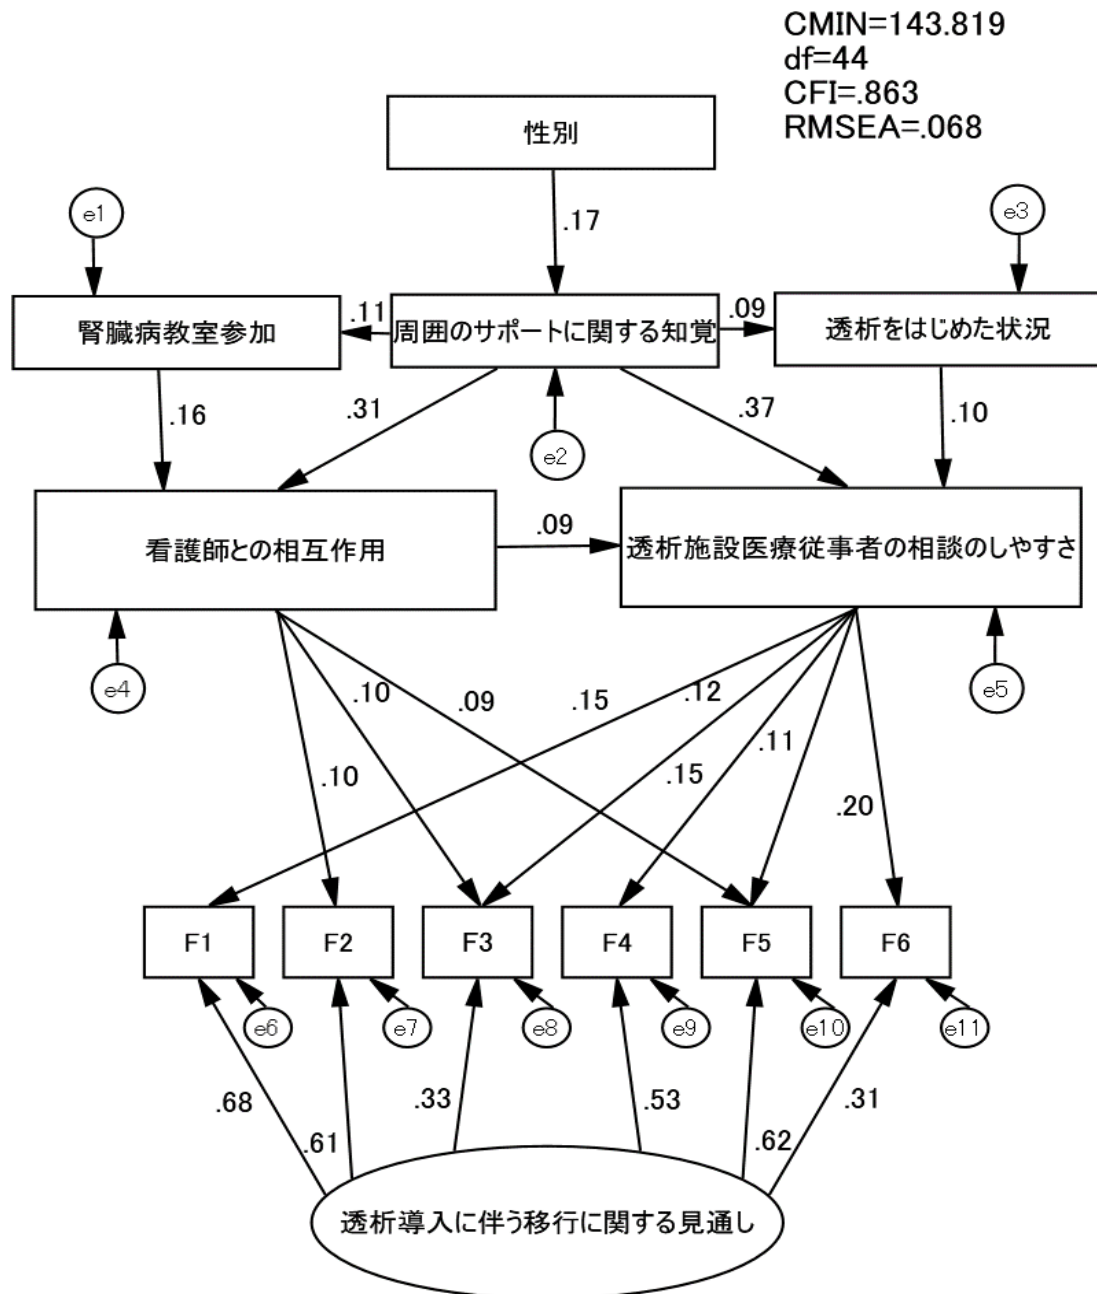 CMIN=143.819
df=44
CFI=.863
RMSEA=.068
性別
e1
e3
.17
腎臓病教室参加
.11
周囲のサポートに関する知覚
.09
透析をはじめた状況
.16
.31
e2
.37
.10
看護師との相互作用
.09
透析施設医療従事者の相談のしやすさ
e4
e5
.10
.09
.15
.12
.10
.15
.11
.20
F1
F2
F3
F4
F5
F6
e6
e7
e8
e9
e10
e11
.68
.61
.33
.53
.62
.31
透析導入に伴う移行に関する見通し